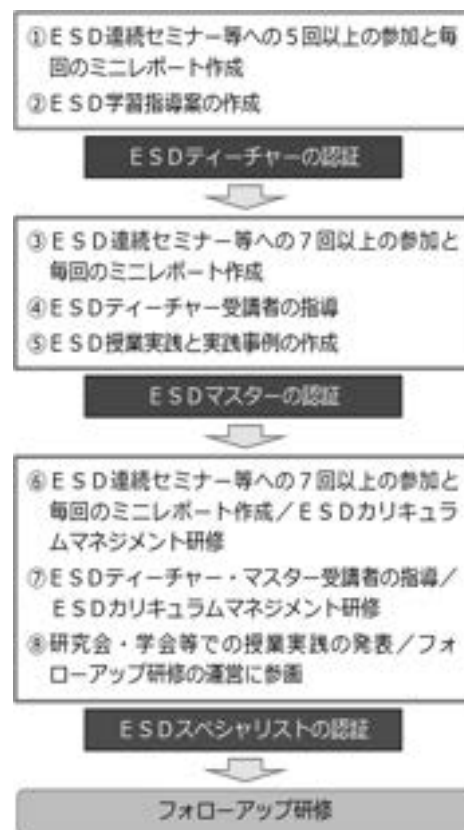 ①ＥＳＤ連続セミナー等への５回以上の参加と毎
回のミニレポート作成
②ＥＳＤ学習指導案の作成
ＥＳＤティーチャーの認証
③ＥＳＤ連続セミナー等への７回以上の参加と
毎回のミニレポート作成
④ＥＳＤティーチャー受講者の指導
⑤ＥＳＤ授業実践と実践事例の作成
ＥＳＤマスターの認証
⑥ＥＳＤ連続セミナー等への７回以上の参加と
毎回のミニレポート作成／ＥＳＤカリキュラ
ムマネジメント研修
⑦ＥＳＤティーチャー・マスター受講者の指導／
ＥＳＤカリキュラムマネジメント研修
⑧研究会・学会等での授業実践の発表／フォ
ローアップ研修の運営に参画
ＥＳＤスペシャリストの認証
フォローアップ研修